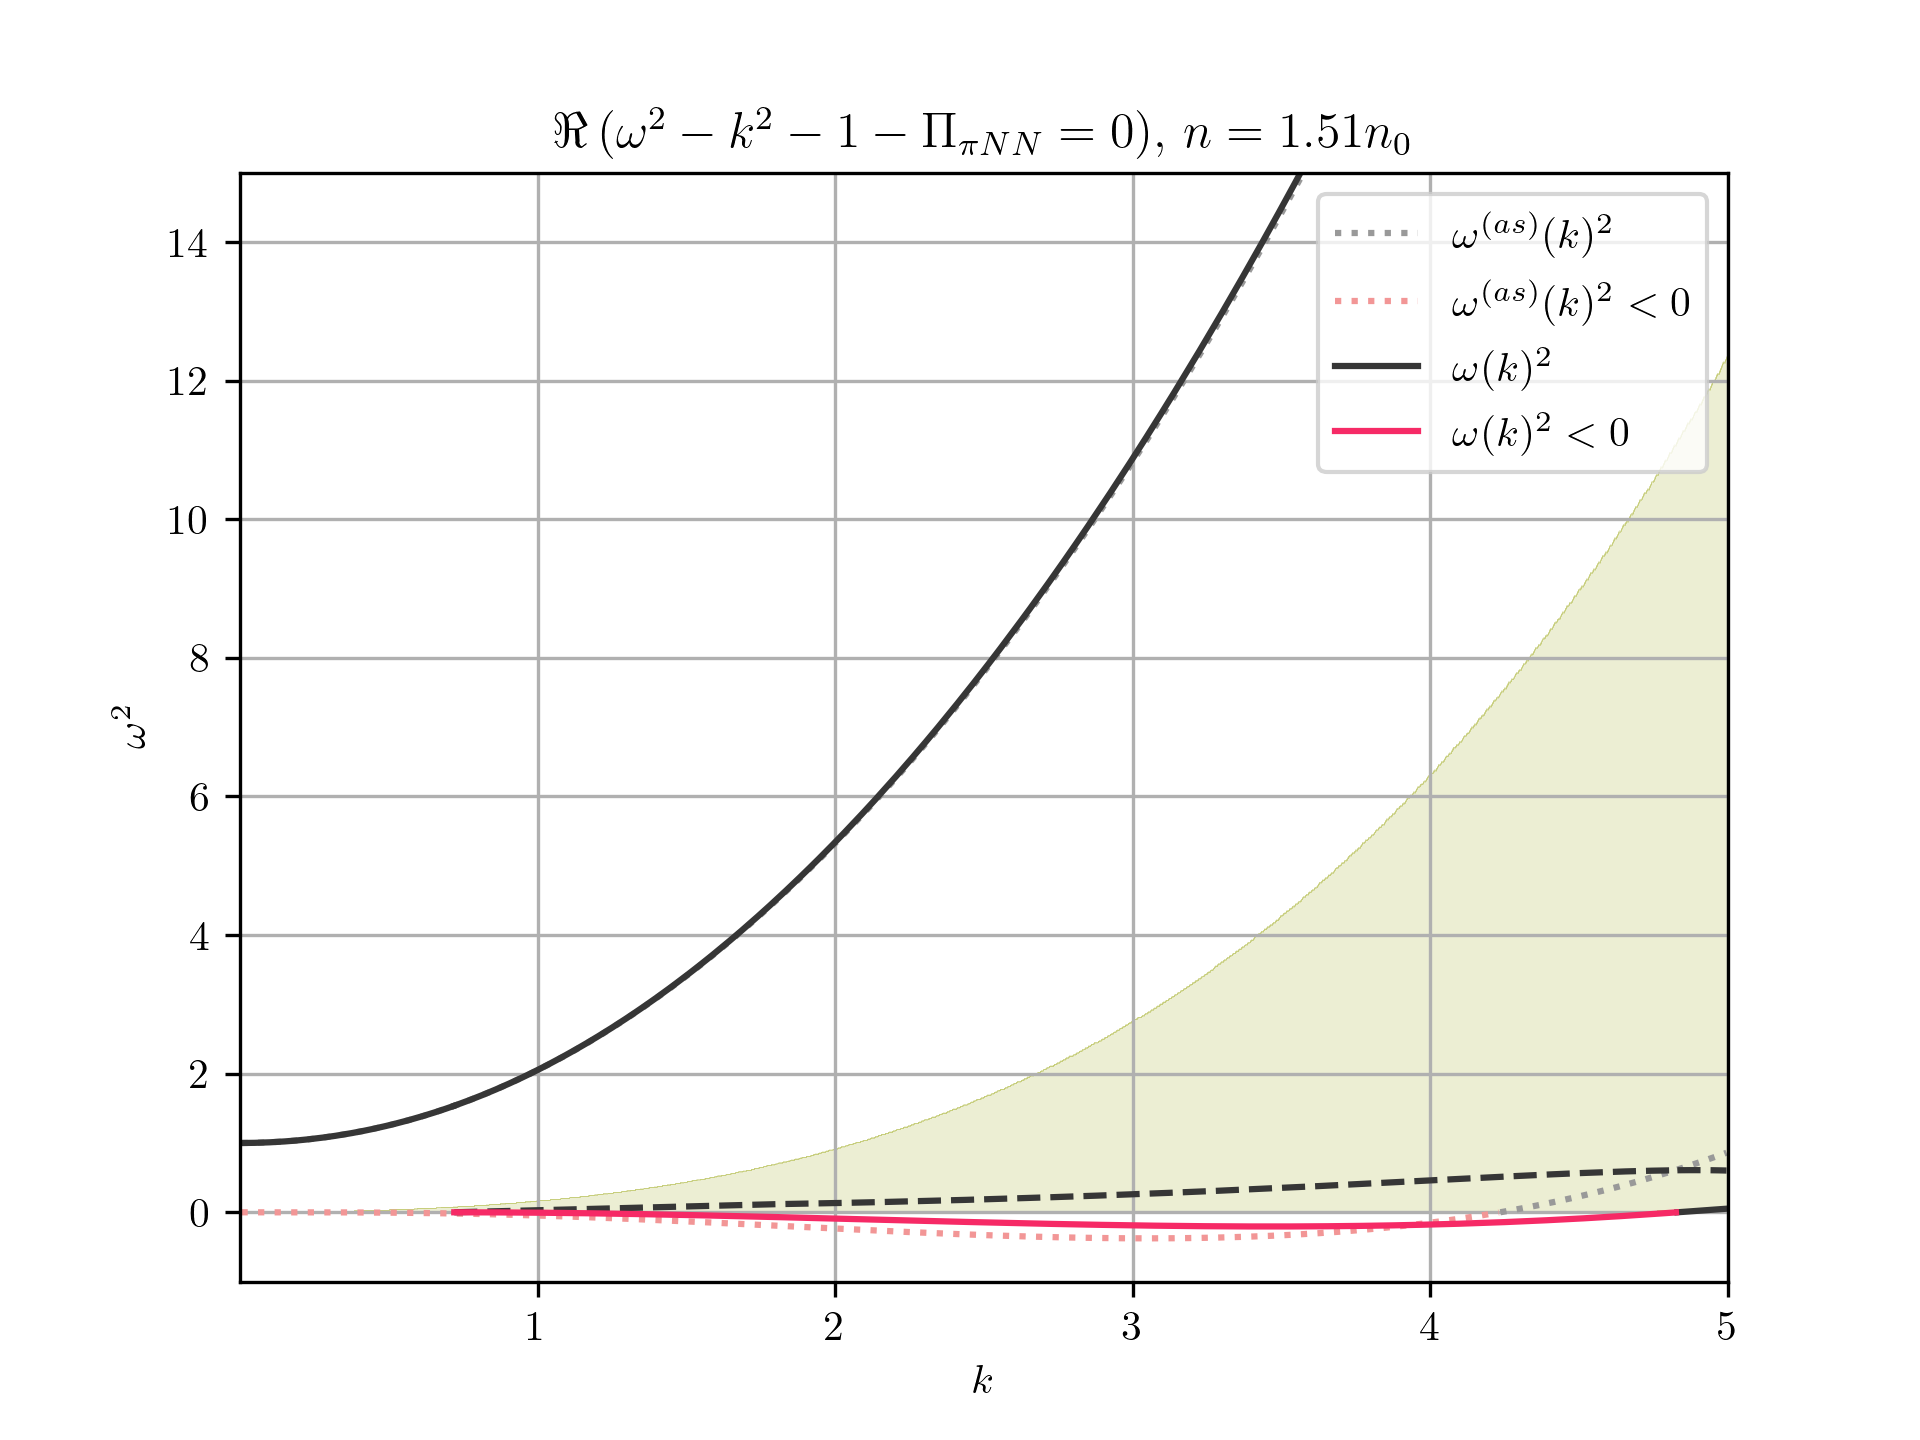 ℜ (ω² − k² − 1 − Π_{πNN} = 0), n = 1.51n₀
ω^{(as)}(k)²
ω^{(as)}(k)² < 0
ω(k)²
ω(k)² < 0
14
12
10
8
6
4
2
0
ω²
1 2 3 4 5
k